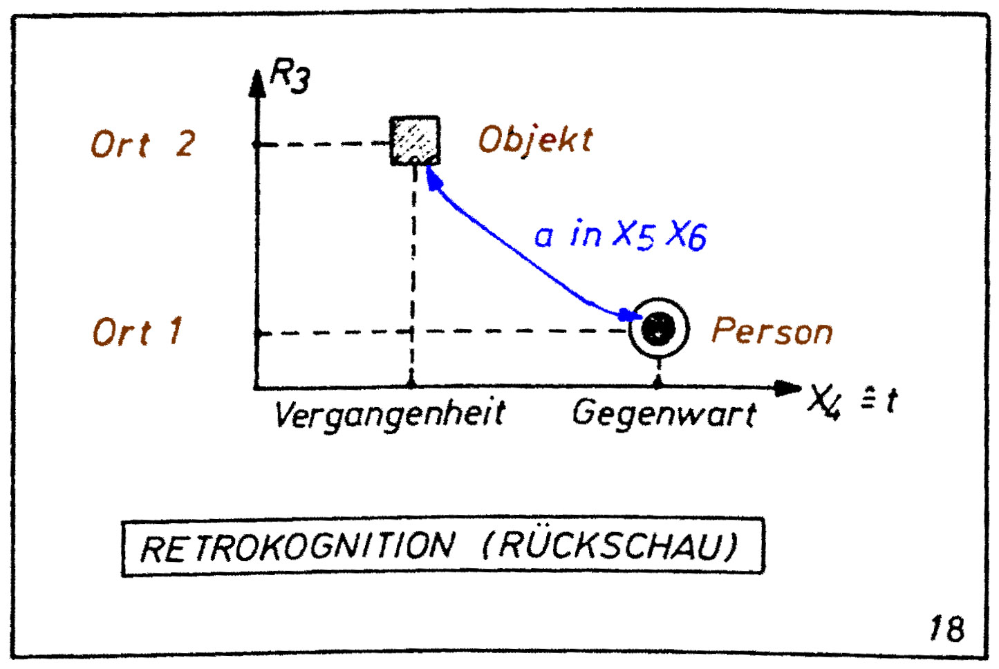 R3
Ort 2
Objekt
a in X5 X6
Ort 1
Person
X4 ≙ t
Vergangenheit
Gegenwart
RETROKOGNITION (RÜCKSCHAU)
18